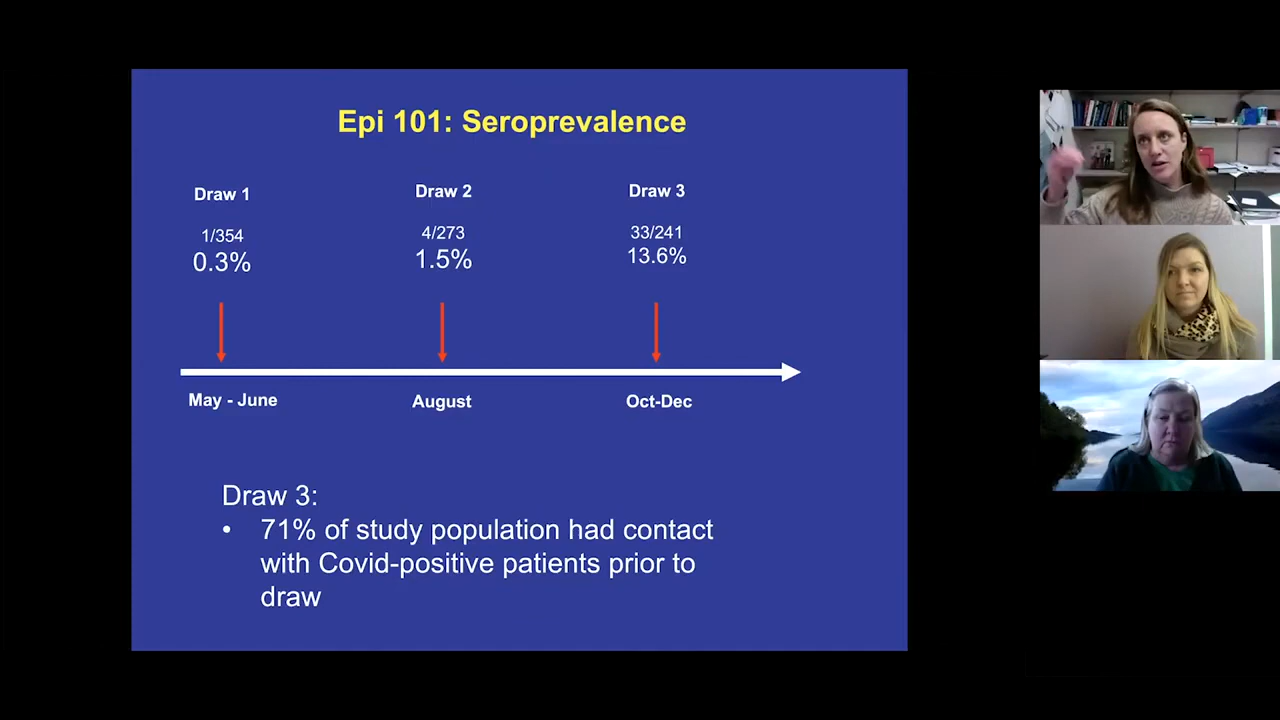 Epi 101: Seroprevalence
Draw 1
Draw 2
Draw 3
1/354
4/273
33/241
0.3%
1.5%
13.6%
May - June
August
Oct-Dec
Draw 3:
• 71% of study population had contact
with Covid-positive patients prior to
draw